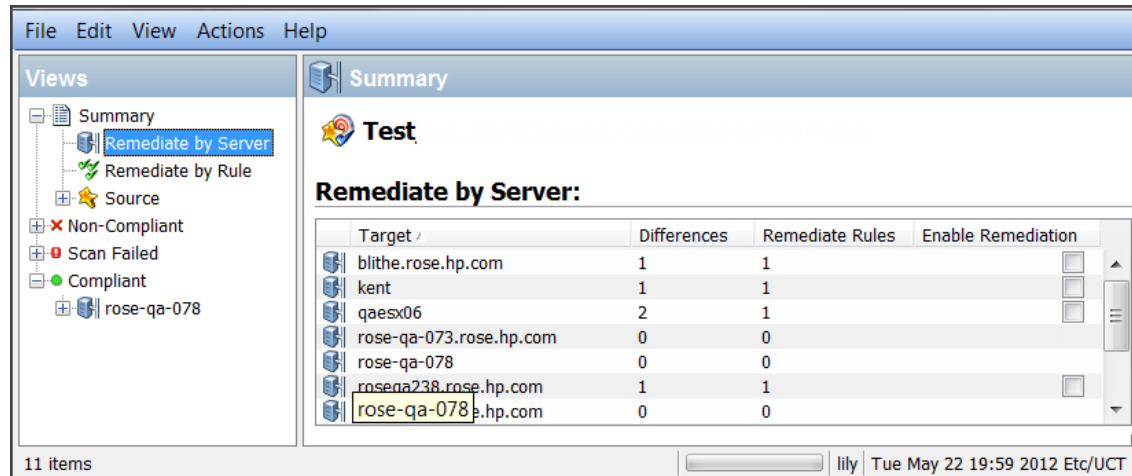 File Edit View Actions Help
Views
Summary
Remediate by Server
Remediate by Rule
Source
Non-Compliant
Scan Failed
Compliant
rose-qa-078
Summary
Test
Remediate by Server:
Target Differences Remediate Rules Enable Remediation
blithe.rose.hp.com 1 1
kent 1 1
qaesx06 2 1
rose-qa-073.rose.hp.com 0 0
rose-qa-078 0 0
roseqa238.rose.hp.com 1 1
rose-qa-078 e.hp.com 0 0
11 items lily Tue May 22 19:59 2012 Etc/UCT